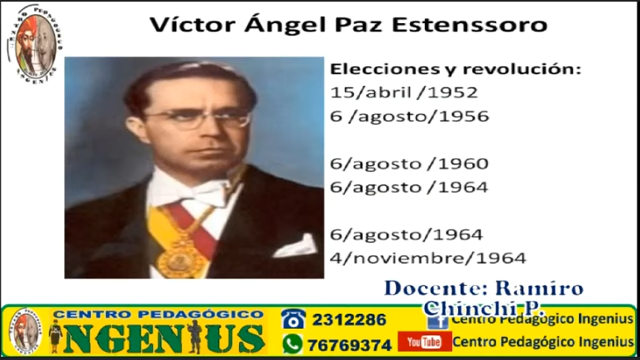 Víctor Ángel Paz Estenssoro
Elecciones y revolución:
15/abril /1952
6 /agosto/1956
6/agosto /1960
6/agosto /1964
6/agosto/1964
4/noviembre/1964
Docente: Ramiro
Chinchi P.
CENTRO PEDAGÓGICO
INGENIUS
2312286
76769374
f Centro Pedagógico Ingenius
You Tube Centro Pedagógico Ingenius